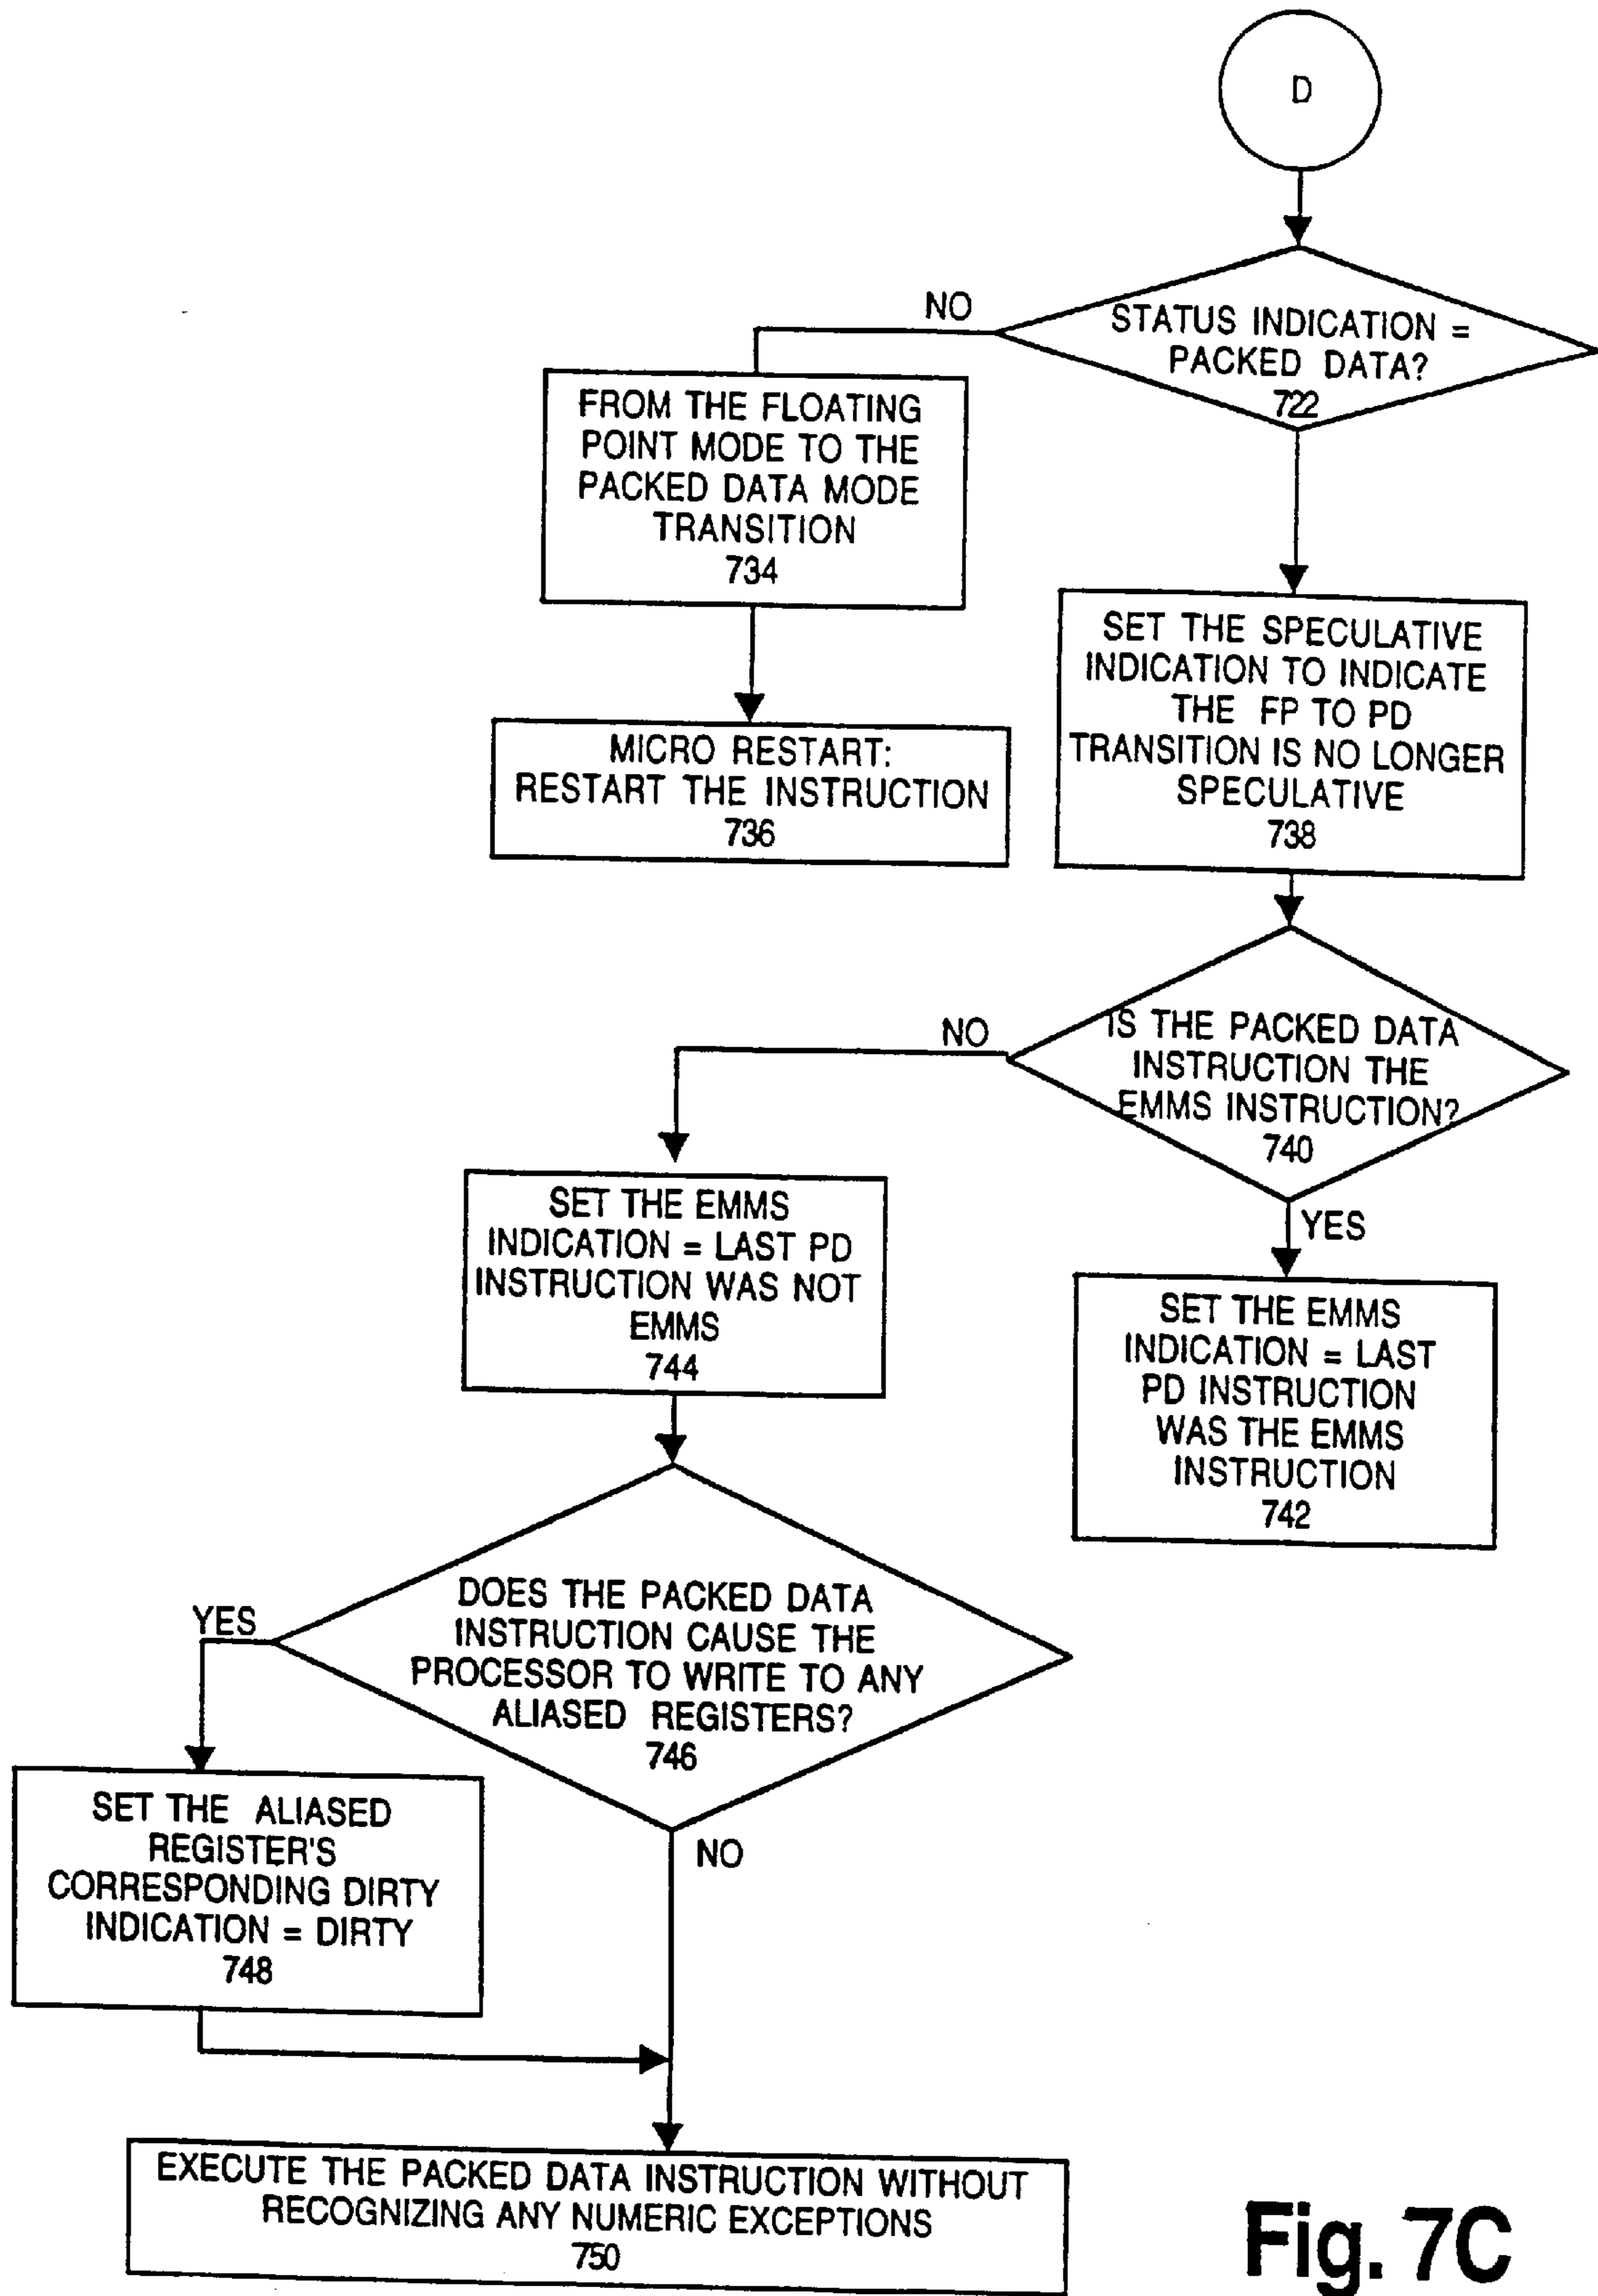 D
NO
STATUS INDICATION =
PACKED DATA?
722
FROM THE FLOATING
POINT MODE TO THE
PACKED DATA MODE
TRANSITION
734
SET THE SPECULATIVE
INDICATION TO INDICATE
THE FP TO PD
TRANSITION IS NO LONGER
SPECULATIVE
738
MICRO RESTART:
RESTART THE INSTRUCTION
736
NO
IS THE PACKED DATA
INSTRUCTION THE
EMMS INSTRUCTION?
740
YES
SET THE EMMS
INDICATION = LAST PD
INSTRUCTION WAS NOT
EMMS
744
SET THE EMMS
INDICATION = LAST
PD INSTRUCTION
WAS THE EMMS
INSTRUCTION
742
YES
DOES THE PACKED DATA
INSTRUCTION CAUSE THE
PROCESSOR TO WRITE TO ANY
ALIASED REGISTERS?
746
NO
SET THE ALIASED
REGISTER'S
CORRESPONDING DIRTY
INDICATION = DIRTY
748
EXECUTE THE PACKED DATA INSTRUCTION WITHOUT
RECOGNIZING ANY NUMERIC EXCEPTIONS
750
Fig. 7C